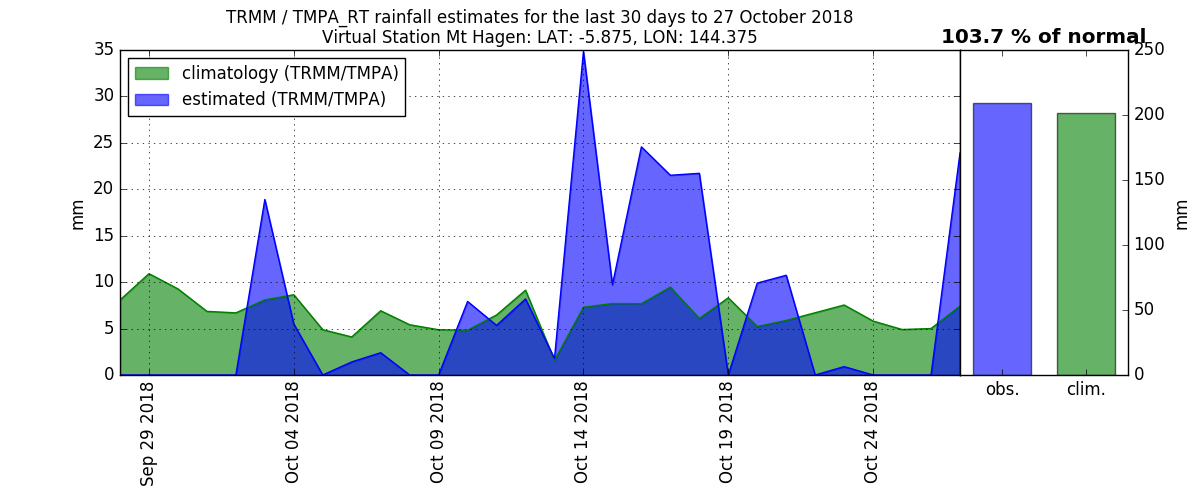 TRMM / TMPA_RT rainfall estimates for the last 30 days to 27 October 2018
Virtual Station Mt Hagen: LAT: -5.875, LON: 144.375
103.7 % of normal
climatology (TRMM/TMPA)
estimated (TRMM/TMPA)
35
30
25
20
15
10
5
0
mm
Sep 29 2018
Oct 04 2018
Oct 09 2018
Oct 14 2018
Oct 19 2018
Oct 24 2018
250
200
150
100
50
0
mm
obs.
clim.